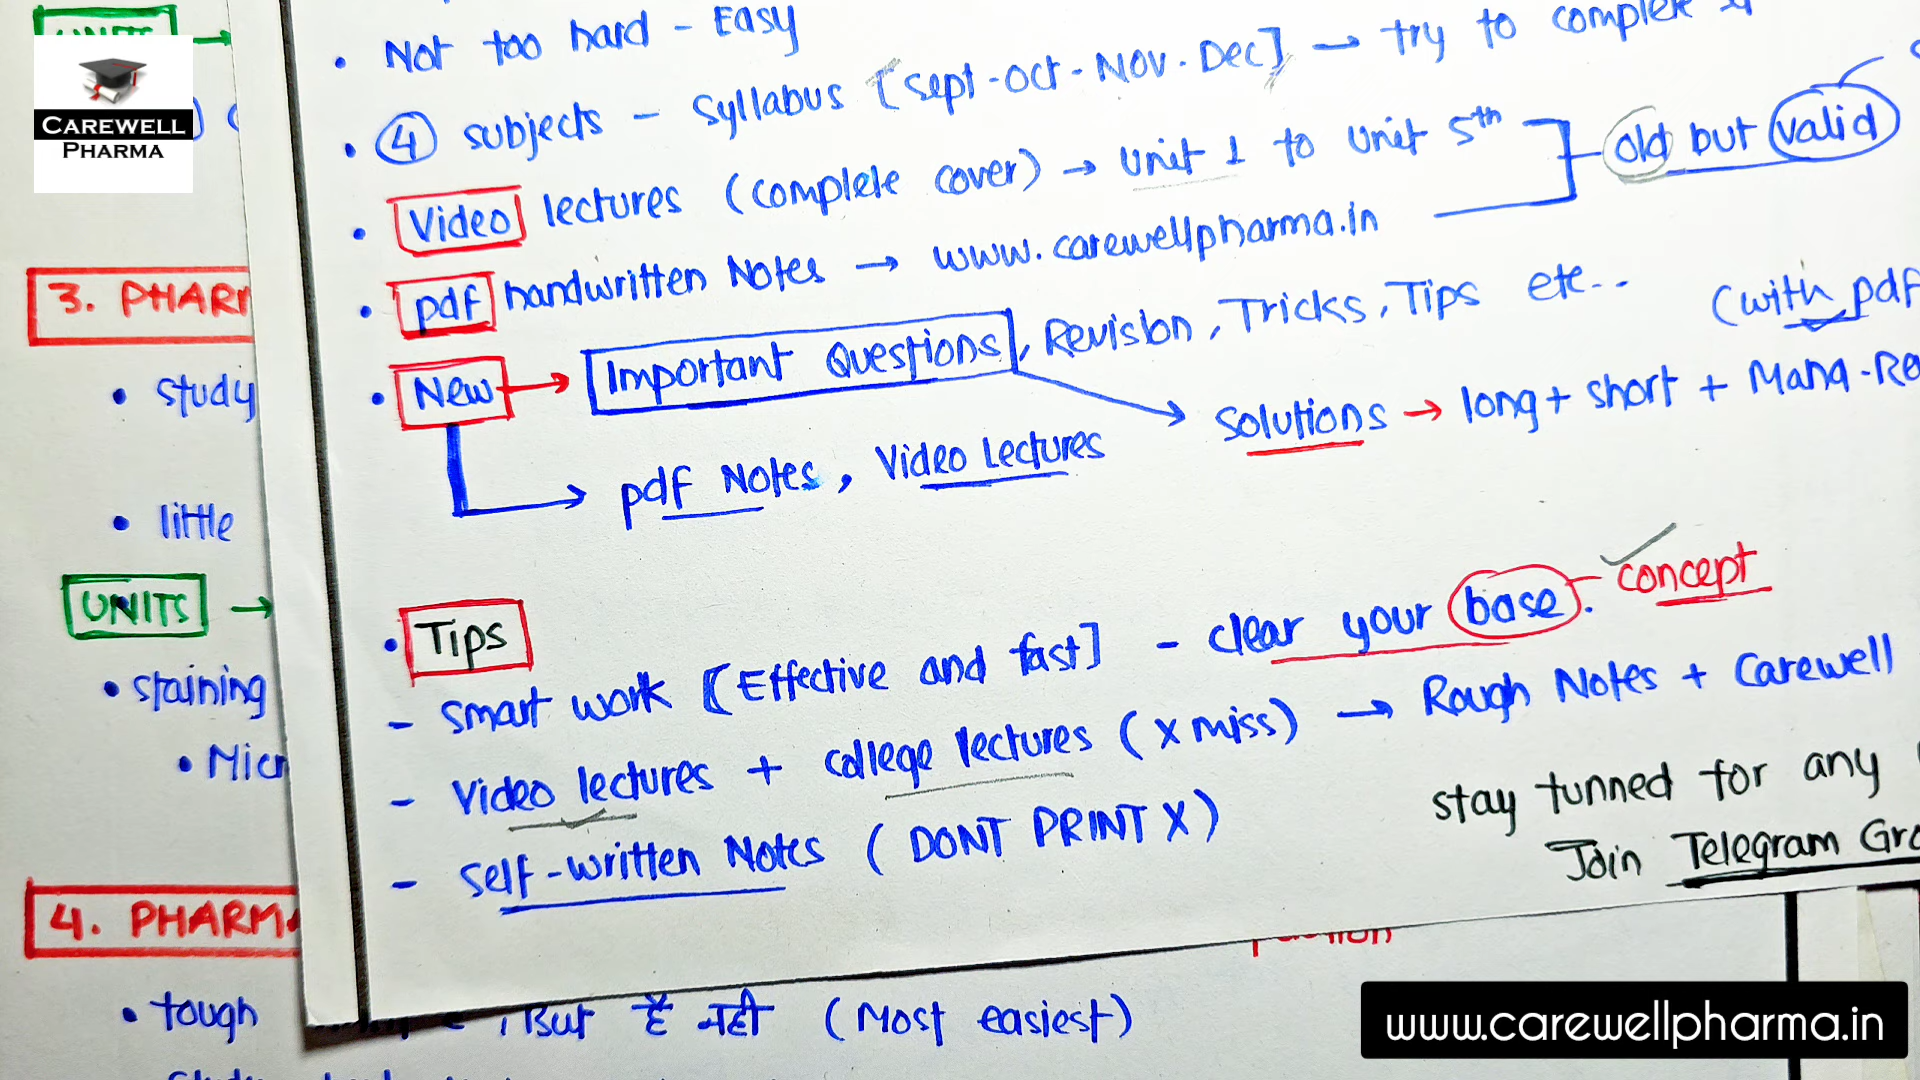 UNITS
CAREWELL
PHARMA
• Not too hard - Easy
• 4 subjects - syllabus [sept-oct-Nov-Dec] → try to complete
• Video lectures (complete cover) → unit 1 to unit 5th
old but valid
• pdf handwritten Notes → www.carewellpharma.in
• New → Important Questions, Revision, Tricks, Tips etc..
(with pdf
solutions → long + short + Mana-Re
pdf Notes, Video Lectures
• Tips
- smart work [Effective and fast] - clear your base. concept
- Video lectures + college lectures (x miss) → Rough Notes + Carewell
- self-written Notes (DONT PRINT X)
stay tunned for any
Join Telegram Gro
3. PHARM
• study
• little
UNITS →
• staining
• Micr
4. PHARMA
• tough
, But है नही (Most easiest)
www.carewellpharma.in